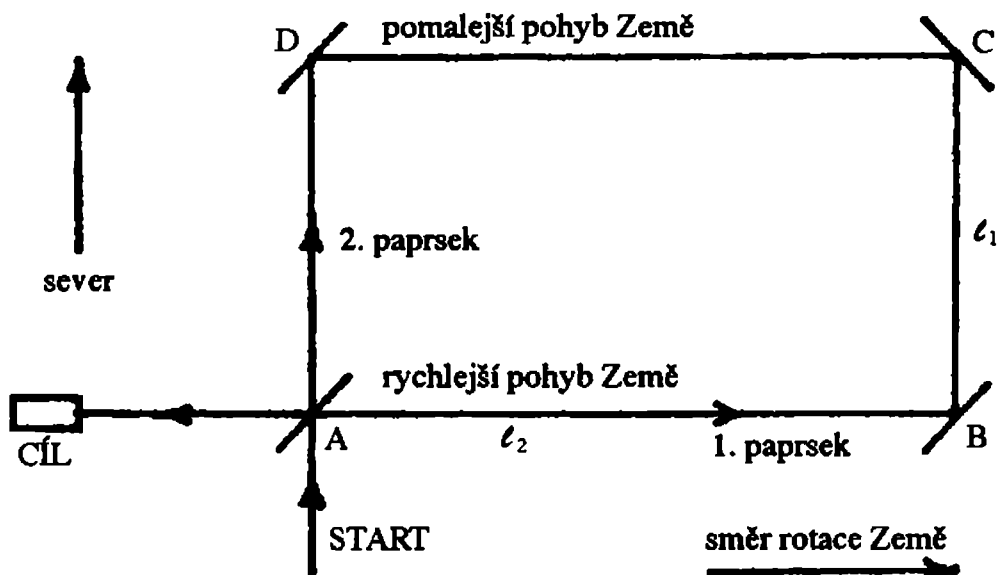 D
pomalejší pohyb Země
C
2. paprsek
ℓ₁
sever
rychlejší pohyb Země
CÍL
A
ℓ₂
1. paprsek
B
START
směr rotace Země